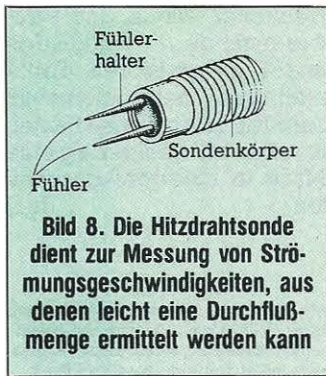 Fühler-
halter
Sondenkörper
Fühler
Bild 8. Die Hitzdrahtsonde
dient zur Messung von Strö-
mungsgeschwindigkeiten, aus
denen leicht eine Durchfluß-
menge ermittelt werden kann